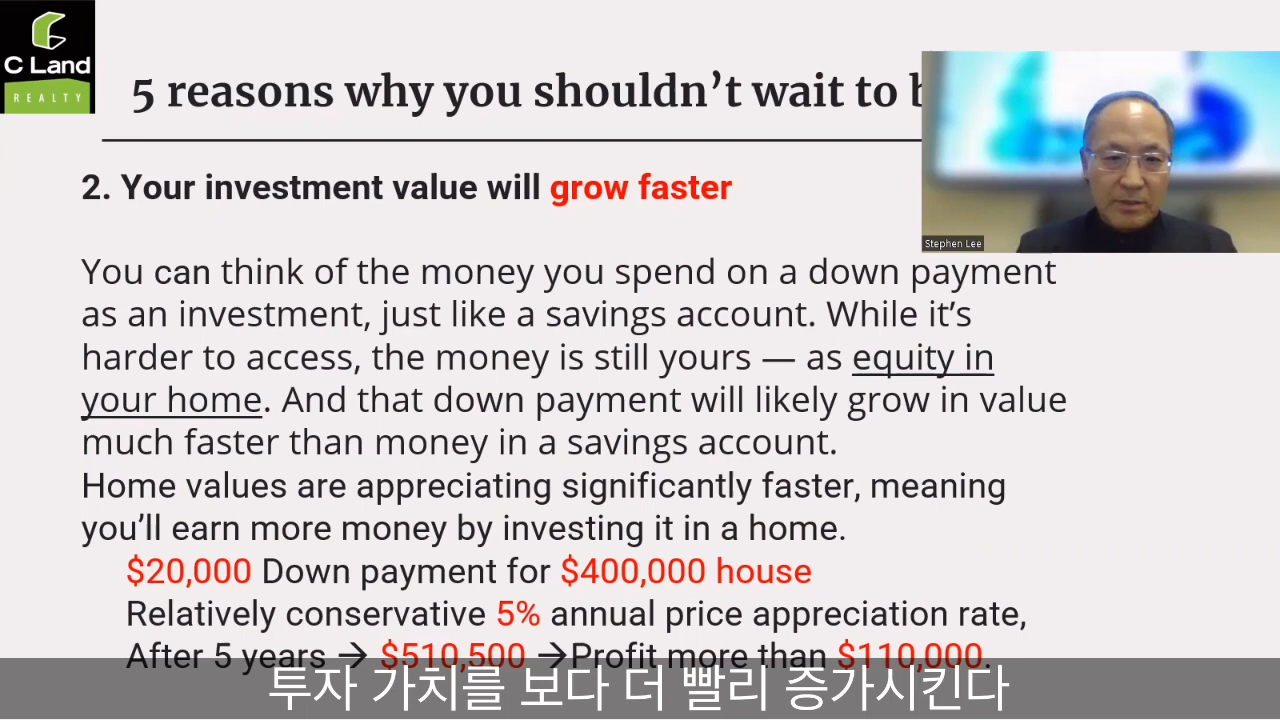 C Land
REALTY
5 reasons why you shouldn’t wait to
2. Your investment value will grow faster
Stephen Lee
You can think of the money you spend on a down payment
as an investment, just like a savings account. While it’s
harder to access, the money is still yours — as equity in
your home. And that down payment will likely grow in value
much faster than money in a savings account.
Home values are appreciating significantly faster, meaning
you’ll earn more money by investing it in a home.
$20,000 Down payment for $400,000 house
Relatively conservative 5% annual price appreciation rate,
After 5 years → $510,500 →Profit more than $110,000.
투자 가치를 보다 더 빨리 증가시킨다